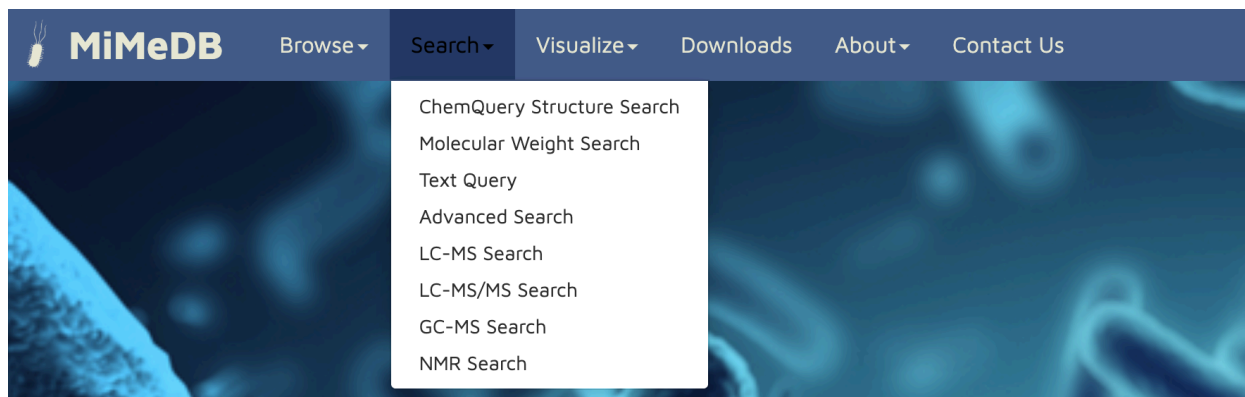 MiMeDB Browse Search Visualize Downloads About Contact Us
ChemQuery Structure Search
Molecular Weight Search
Text Query
Advanced Search
LC-MS Search
LC-MS/MS Search
GC-MS Search
NMR Search